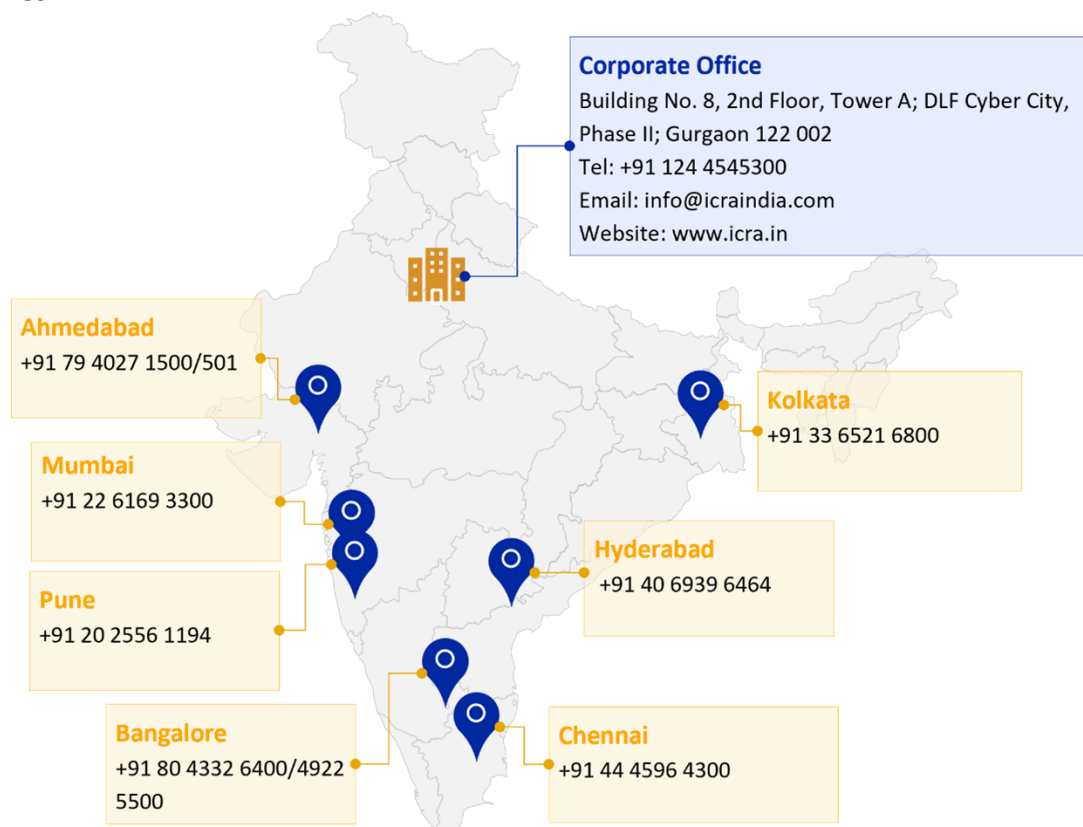 Corporate Office
Building No. 8, 2nd Floor, Tower A; DLF Cyber City,
Phase II; Gurgaon 122 002
Tel: +91 124 4545300
Email: info@icraindia.com
Website: www.icra.in
Ahmedabad
+91 79 4027 1500/501
Kolkata
+91 33 6521 6800
Mumbai
+91 22 6169 3300
Hyderabad
+91 40 6939 6464
Pune
+91 20 2556 1194
Bangalore
+91 80 4332 6400/4922
5500
Chennai
+91 44 4596 4300